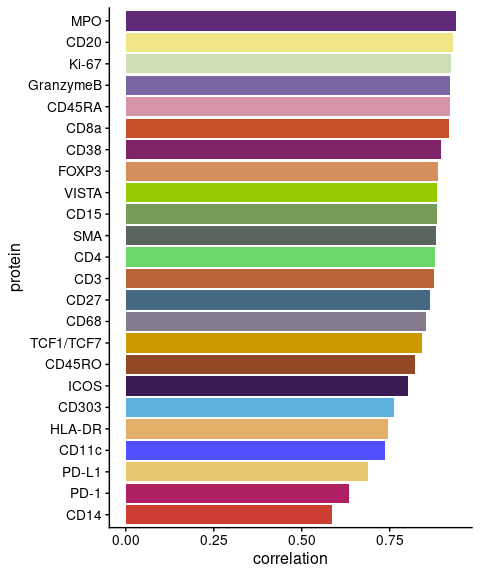 MPO
CD20
Ki-67
GranzymeB
CD45RA
CD8a
CD38
FOXP3
VISTA
CD15
SMA
CD4
CD3
CD27
CD68
TCF1/TCF7
CD45RO
ICOS
CD303
HLA-DR
CD11c
PD-L1
PD-1
CD14
protein
0.00 0.25 0.50 0.75
correlation